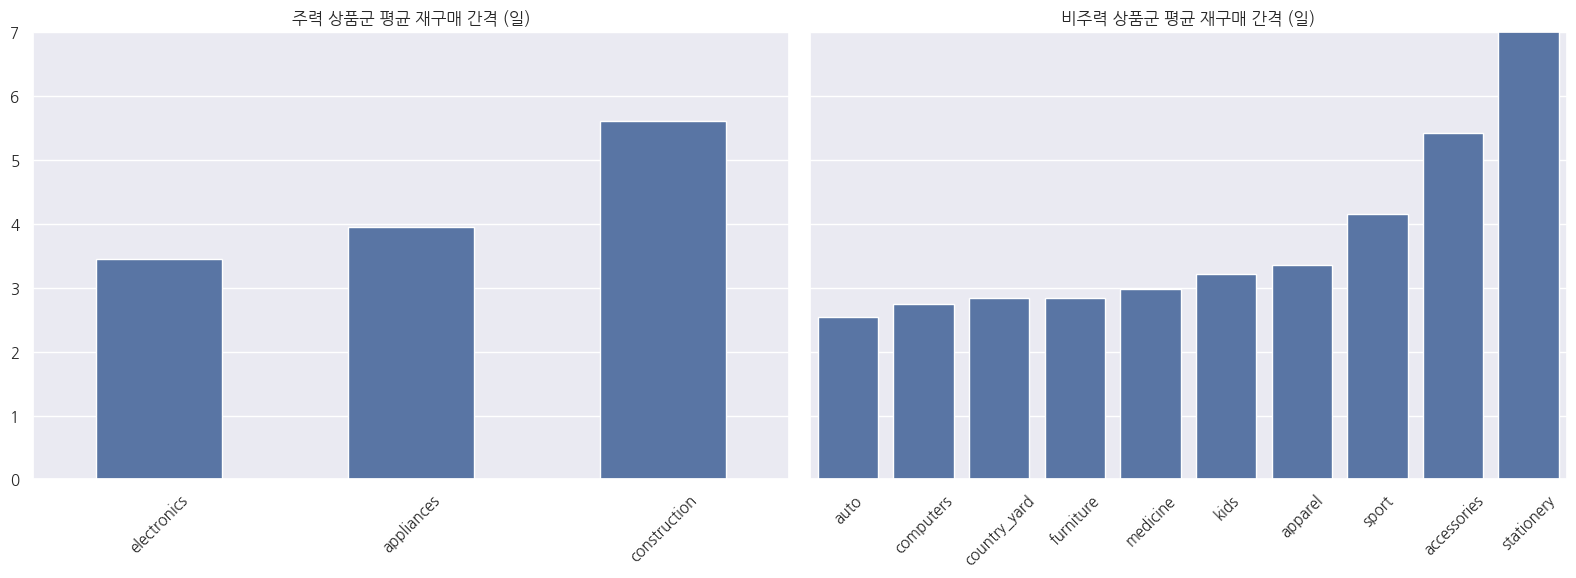 주력 상품군 평균 재구매 간격 (일)
7
6
5
4
3
2
1
0
electronics
appliances
construction
비주력 상품군 평균 재구매 간격 (일)
auto
computers
country_yard
furniture
medicine
kids
apparel
sport
accessories
stationery